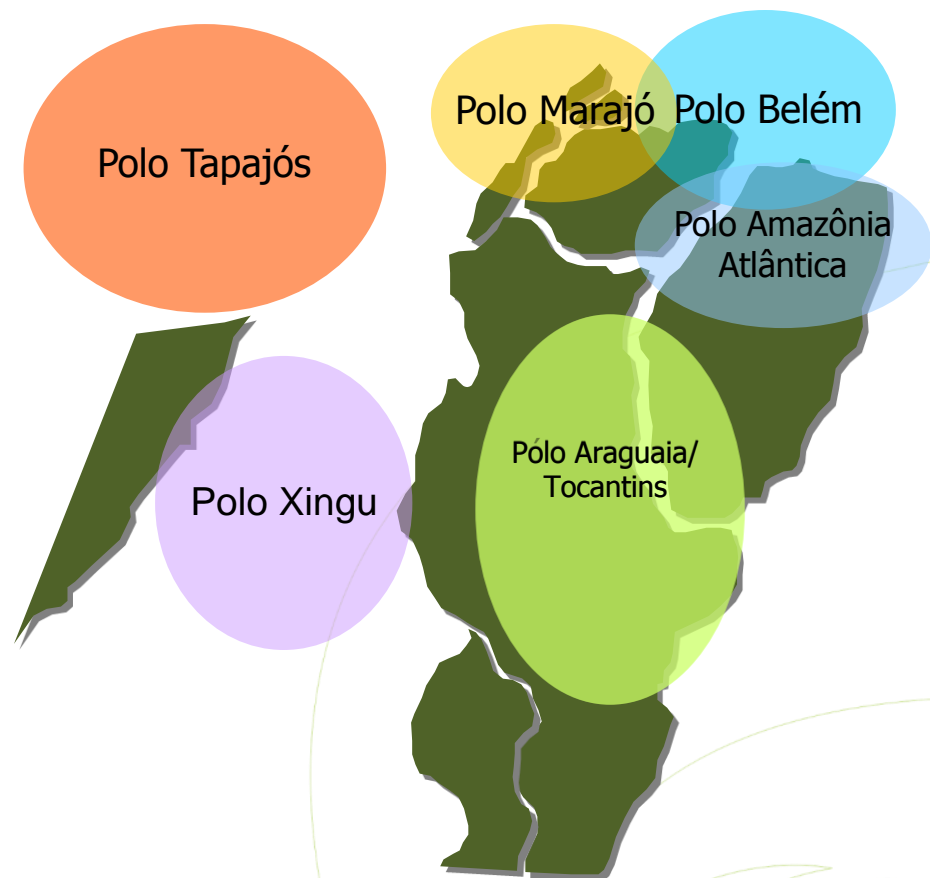 Polo Marajó
Polo Belém
Polo Tapajós
Polo Amazônia
Atlântica
Pólo Araguaia/
Tocantins
Polo Xingu